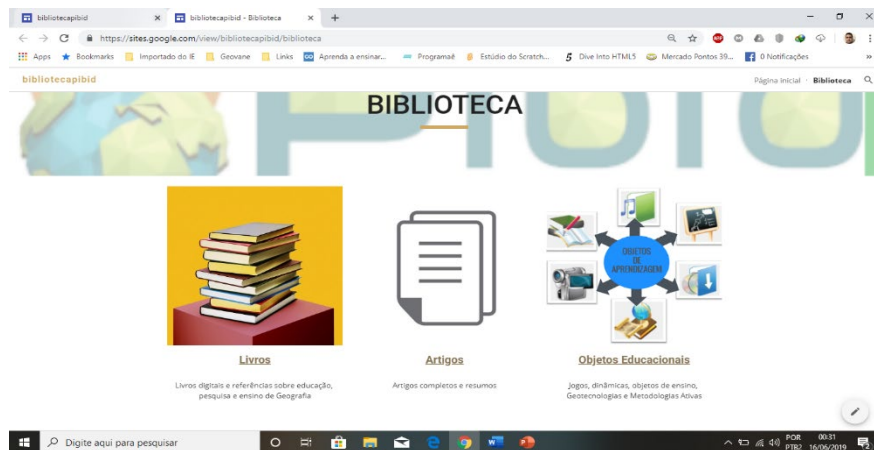 bibliotecapibid
bibliotecapibid - Biblioteca
https://sites.google.com/view/bibliotecapibid/biblioteca
Apps Bookmarks Importado do IE Geovane Links Aprenda a ensinar... Programaê Estúdio do Scratch... Dive Into HTML5 Mercado Pontos 39... 0 Notificações
bibliotecapibid
Página inicial Biblioteca
BIBLIOTECA
OBJETOS
DE
APRENDIZAGEM
Livros
Artigos
Objetos Educacionais
Livros digitais e referências sobre educação,
pesquisa e ensino de Geografia
Artigos completos e resumos
Jogos, dinâmicas, objetos de ensino,
Geotecnologias e Metodologias Ativas
Digite aqui para pesquisar
POR
PTB2
00:31
16/06/2019